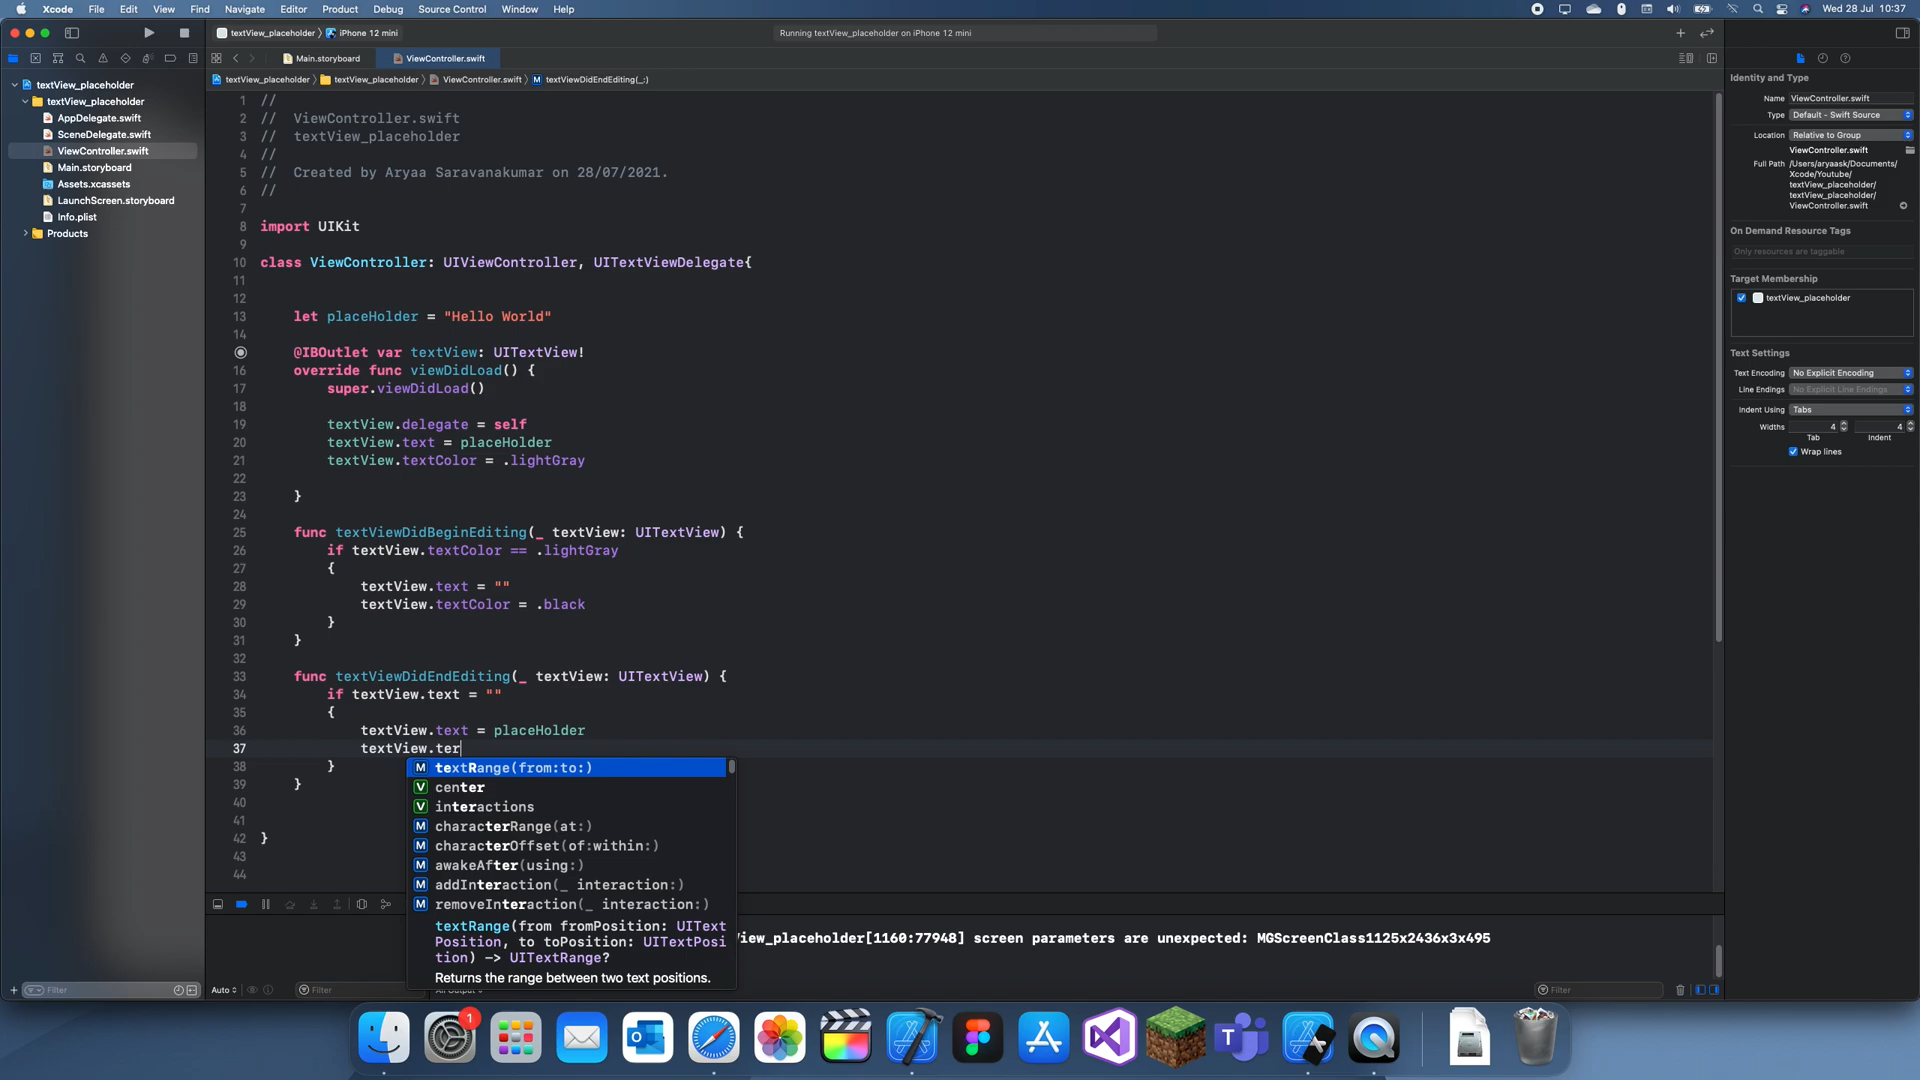 Xcode File Edit View Find Navigate Editor Product Debug Source Control Window Help Wed 28 Jul 10:37
textView_placeholder iPhone 12 mini Running textView_placeholder on iPhone 12 mini
Main.storyboard ViewController.swift
textView_placeholder textView_placeholder ViewController.swift M textViewDidEndEditing(_:)
textView_placeholder
textView_placeholder
AppDelegate.swift
SceneDelegate.swift
ViewController.swift
Main.storyboard
Assets.xcassets
LaunchScreen.storyboard
Info.plist
Products
Filter
1 //
2 // ViewController.swift
3 // textView_placeholder
4 //
5 // Created by Aryaa Saravanakumar on 28/07/2021.
6 //
7
8 import UIKit
9
10 class ViewController: UIViewController, UITextViewDelegate{
11
12
13 let placeHolder = "Hello World"
14
@IBOutlet var textView: UITextView!
16 override func viewDidLoad() {
17 super.viewDidLoad()
18
19 textView.delegate = self
20 textView.text = placeHolder
21 textView.textColor = .lightGray
22
23 }
24
25 func textViewDidBeginEditing(_ textView: UITextView) {
26 if textView.textColor == .lightGray
27 {
28 textView.text = ""
29 textView.textColor = .black
30 }
31 }
32
33 func textViewDidEndEditing(_ textView: UITextView) {
34 if textView.text = ""
35 {
36 textView.text = placeHolder
37 textView.ter
38 }
39 }
40
41
42 }
43
44
M textRange(from:to:)
V center
V interactions
M characterRange(at:)
M characterOffset(of:within:)
M awakeAfter(using:)
M addInteraction(_ interaction:)
M removeInteraction(_ interaction:)
textRange(from fromPosition: UIText
Position, to toPosition: UITextPosi
tion) -> UITextRange?
Returns the range between two text positions.
iew_placeholder[1160:77948] screen parameters are unexpected: MGScreenClass1125x2436x3x495
Auto Filter Filter
Identity and Type
Name ViewController.swift
Type Default - Swift Source
Location Relative to Group
ViewController.swift
Full Path /Users/aryaask/Documents/
Xcode/Youtube/
textView_placeholder/
textView_placeholder/
ViewController.swift
On Demand Resource Tags
Only resources are taggable
Target Membership
textView_placeholder
Text Settings
Text Encoding No Explicit Encoding
Line Endings No Explicit Line Endings
Indent Using Tabs
Widths 4 4
Tab Indent
Wrap lines
1